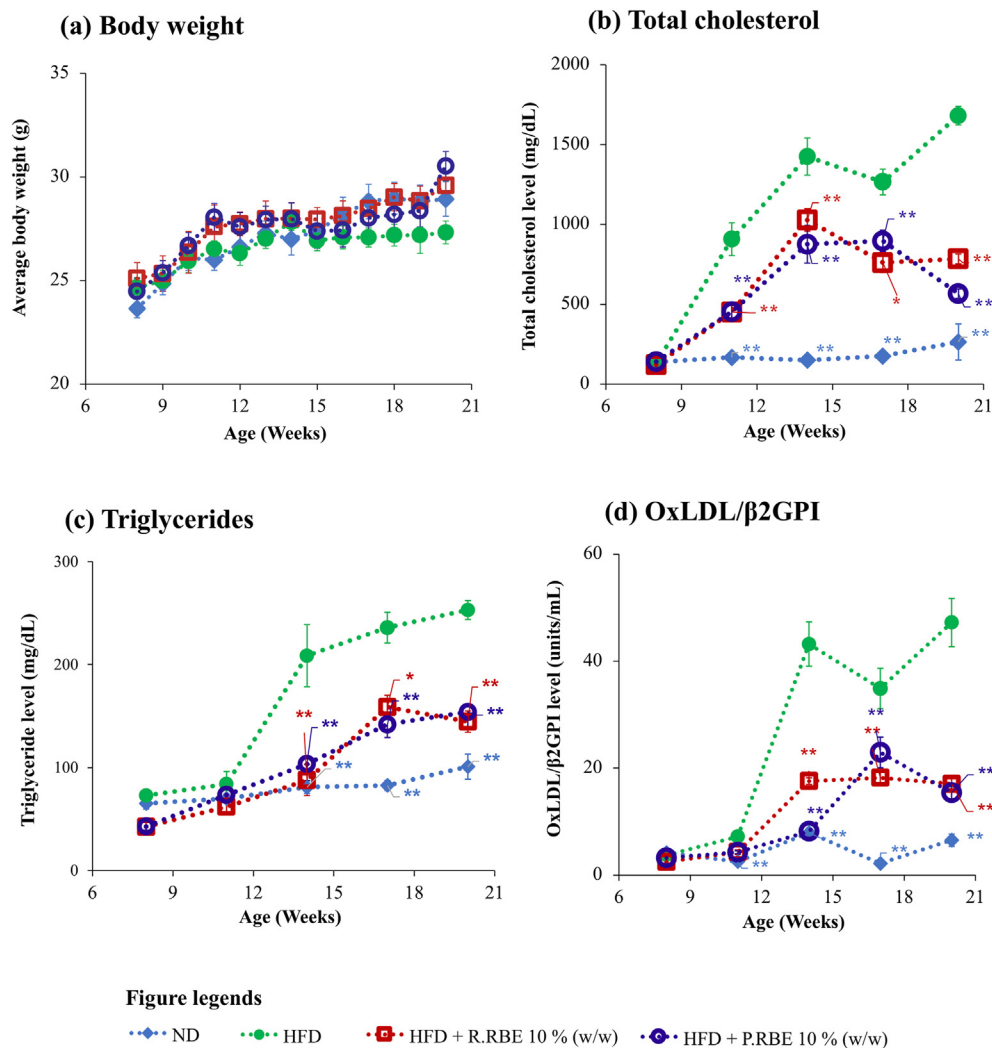 (a) Body weight
35
30
25
20
Average body weight (g)
6 9 12 15 18 21
Age (Weeks)
(b) Total cholesterol
2000
1500
1000
500
0
Total cholesterol level (mg/dL)
** ** ** ** ** * ** ** ** ** ** **
6 9 12 15 18 21
Age (Weeks)
(c) Triglycerides
300
200
100
0
Triglyceride level (mg/dL)
** ** ** * ** ** ** ** **
6 9 12 15 18 21
Age (Weeks)
(d) OxLDL/β2GPI
60
40
20
0
OxLDL/β2GPI level (units/mL)
** ** ** ** ** ** ** ** ** **
6 9 12 15 18 21
Age (Weeks)
Figure legends
ND HFD HFD + R.RBE 10 % (w/w) HFD + P.RBE 10 % (w/w)